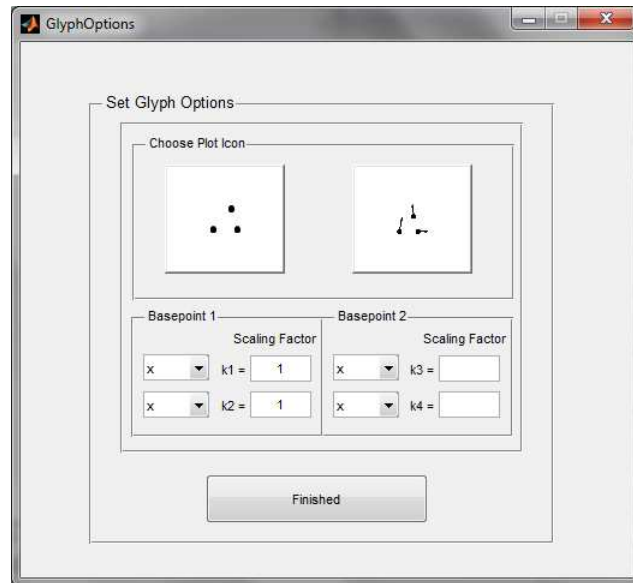 GlyphOptions
Set Glyph Options
Choose Plot Icon
Basepoint 1
Basepoint 2
Scaling Factor
Scaling Factor
x k1 = 1
x k3 =
x k2 = 1
x k4 =
Finished